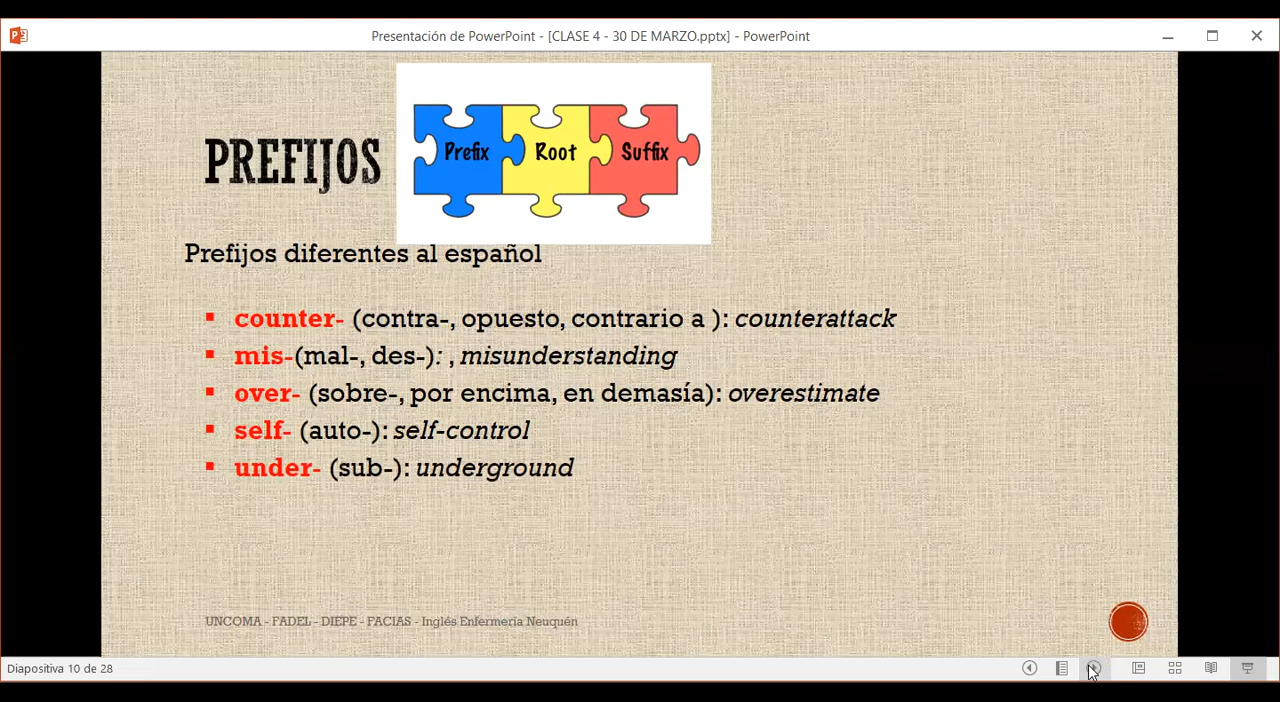 Presentación de PowerPoint - [CLASE 4 - 30 DE MARZO.pptx] - PowerPoint
PREFIJOS
Prefix Root Suffix
Prefijos diferentes al español
counter- (contra-, opuesto, contrario a ): counterattack
mis-(mal-, des-): , misunderstanding
over- (sobre-, por encima, en demasía): overestimate
self- (auto-): self-control
under- (sub-): underground
UNCOMA - FADEL - DIEPE - FACIAS - Inglés Enfermería Neuquén
Diapositiva 10 de 28